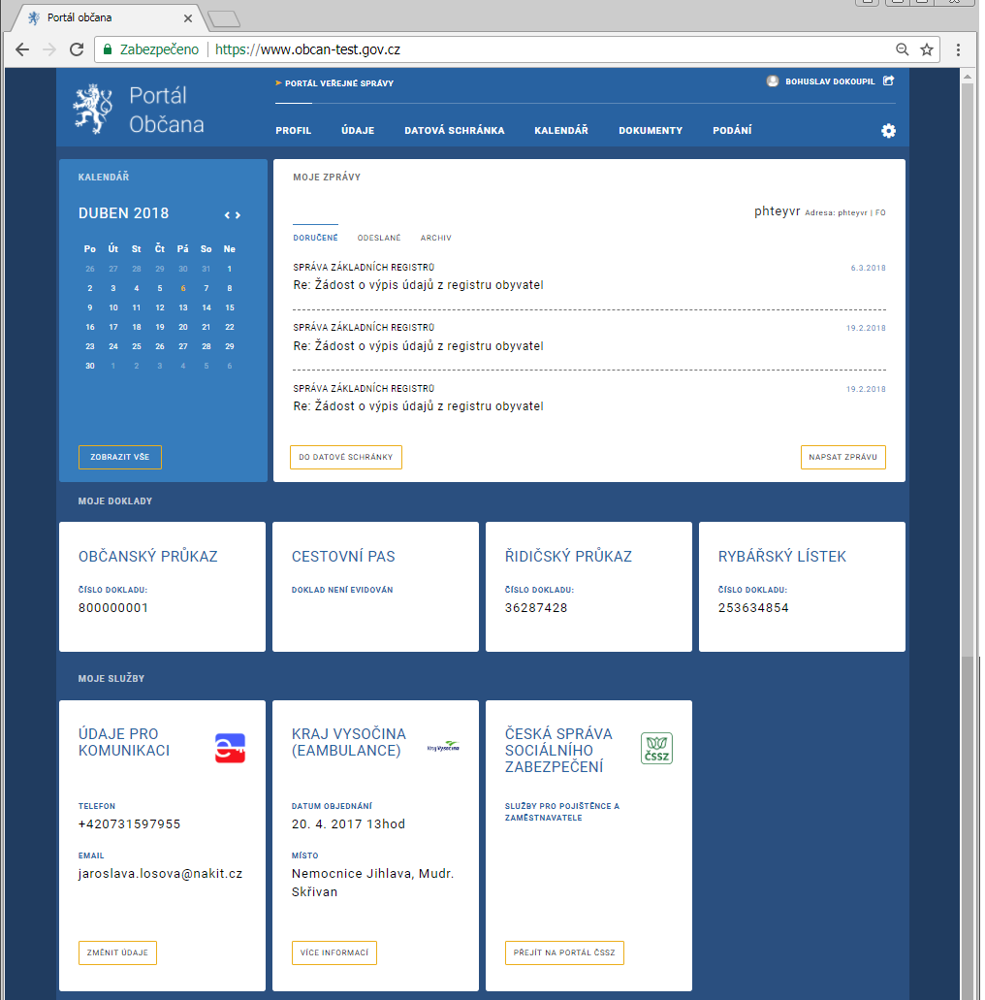 Portál občana
Zabezpečeno | https://www.obcan-test.gov.cz
Portál
Občana
PORTÁL VEŘEJNÉ SPRÁVY
BOHUSLAV DOKOUPIL
PROFIL ÚDAJE DATOVÁ SCHRÁNKA KALENDÁŘ DOKUMENTY PODÁNÍ
KALENDÁŘ
DUBEN 2018
Po Út St Čt Pá So Ne
26 27 28 29 30 31 1
2 3 4 5 6 7 8
9 10 11 12 13 14 15
16 17 18 19 20 21 22
23 24 25 26 27 28 29
30 1 2 3 4 5 6
ZOBRAZIT VŠE
MOJE ZPRÁVY
phteyvr Adresa: phteyvr | FO
DORUČENÉ ODESLANÉ ARCHIV
SPRÁVA ZÁKLADNÍCH REGISTRŮ 6.3.2018
Re: Žádost o výpis údajů z registru obyvatel
SPRÁVA ZÁKLADNÍCH REGISTRŮ 19.2.2018
Re: Žádost o výpis údajů z registru obyvatel
SPRÁVA ZÁKLADNÍCH REGISTRŮ 19.2.2018
Re: Žádost o výpis údajů z registru obyvatel
DO DATOVÉ SCHRÁNKY NAPSAT ZPRÁVU
MOJE DOKLADY
OBČANSKÝ PRŮKAZ
ČÍSLO DOKLADU:
800000001
CESTOVNÍ PAS
DOKLAD NENÍ EVIDOVÁN
ŘIDIČSKÝ PRŮKAZ
ČÍSLO DOKLADU:
36287428
RYBÁŘSKÝ LÍSTEK
ČÍSLO DOKLADU:
253634854
MOJE SLUŽBY
ÚDAJE PRO
KOMUNIKACI
TELEFON
+420731597955
EMAIL
jaroslava.losova@nakit.cz
ZMĚNIT ÚDAJE
KRAJ VYSOČINA
(EAMBULANCE)
Kraj Vysočina
DATUM OBJEDNÁNÍ
20. 4. 2017 13hod
MÍSTO
Nemocnice Jihlava, Mudr.
Skřivan
VÍCE INFORMACÍ
ČESKÁ SPRÁVA
SOCIÁLNÍHO
ZABEZPEČENÍ
ČSSZ
SLUŽBY PRO POJIŠTĚNCE A
ZAMĚSTNAVATELE
PŘEJÍT NA PORTÁL ČSSZ